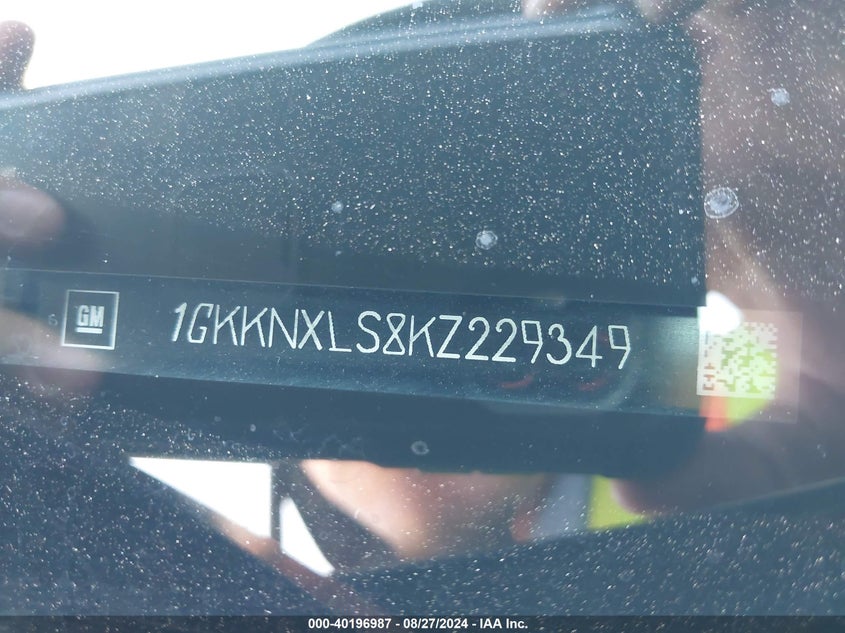 GM 1GKKNXLS8KZ229349
000-40196987 - 08/27/2024 - IAA Inc.